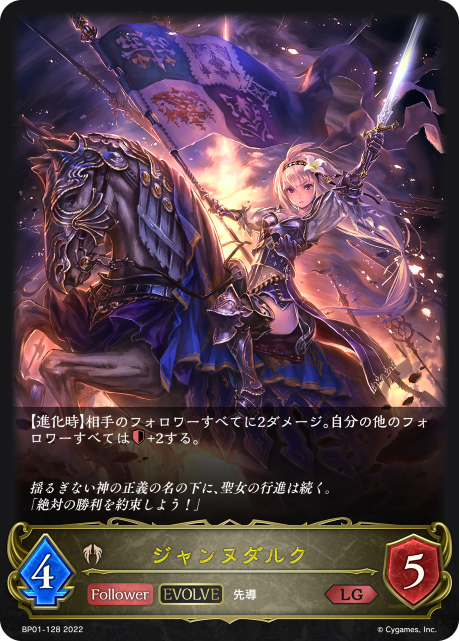 【進化時】相手のフォロワーすべてに2ダメージ。自分の他のフォ
ロワーすべては+2する。
揺るぎない神の正義の名の下に、聖女の行進は続く。
「絶対の勝利を約束しよう！」
ジャンヌダルク
4
Follower EVOLVE 先導 LG
5
BP01-128 2022 © Cygames, Inc.